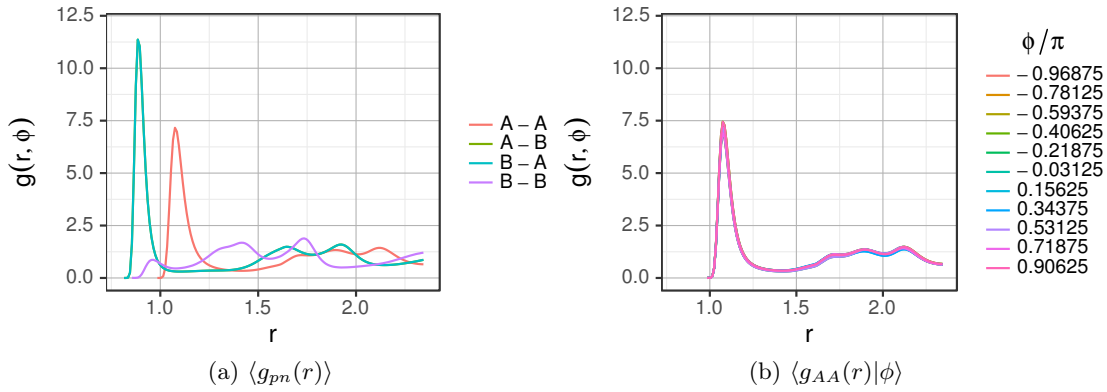 12.5
10.0
7.5
5.0
2.5
0.0
g(r, ϕ)
1.0 1.5 2.0
r
A – A
A – B
B – A
B – B
(a) ⟨g_{pn}(r)⟩
12.5
10.0
7.5
5.0
2.5
0.0
g(r, ϕ)
1.0 1.5 2.0
r
ϕ/π
– 0.96875
– 0.78125
– 0.59375
– 0.40625
– 0.21875
– 0.03125
0.15625
0.34375
0.53125
0.71875
0.90625
(b) ⟨g_{AA}(r)|ϕ⟩